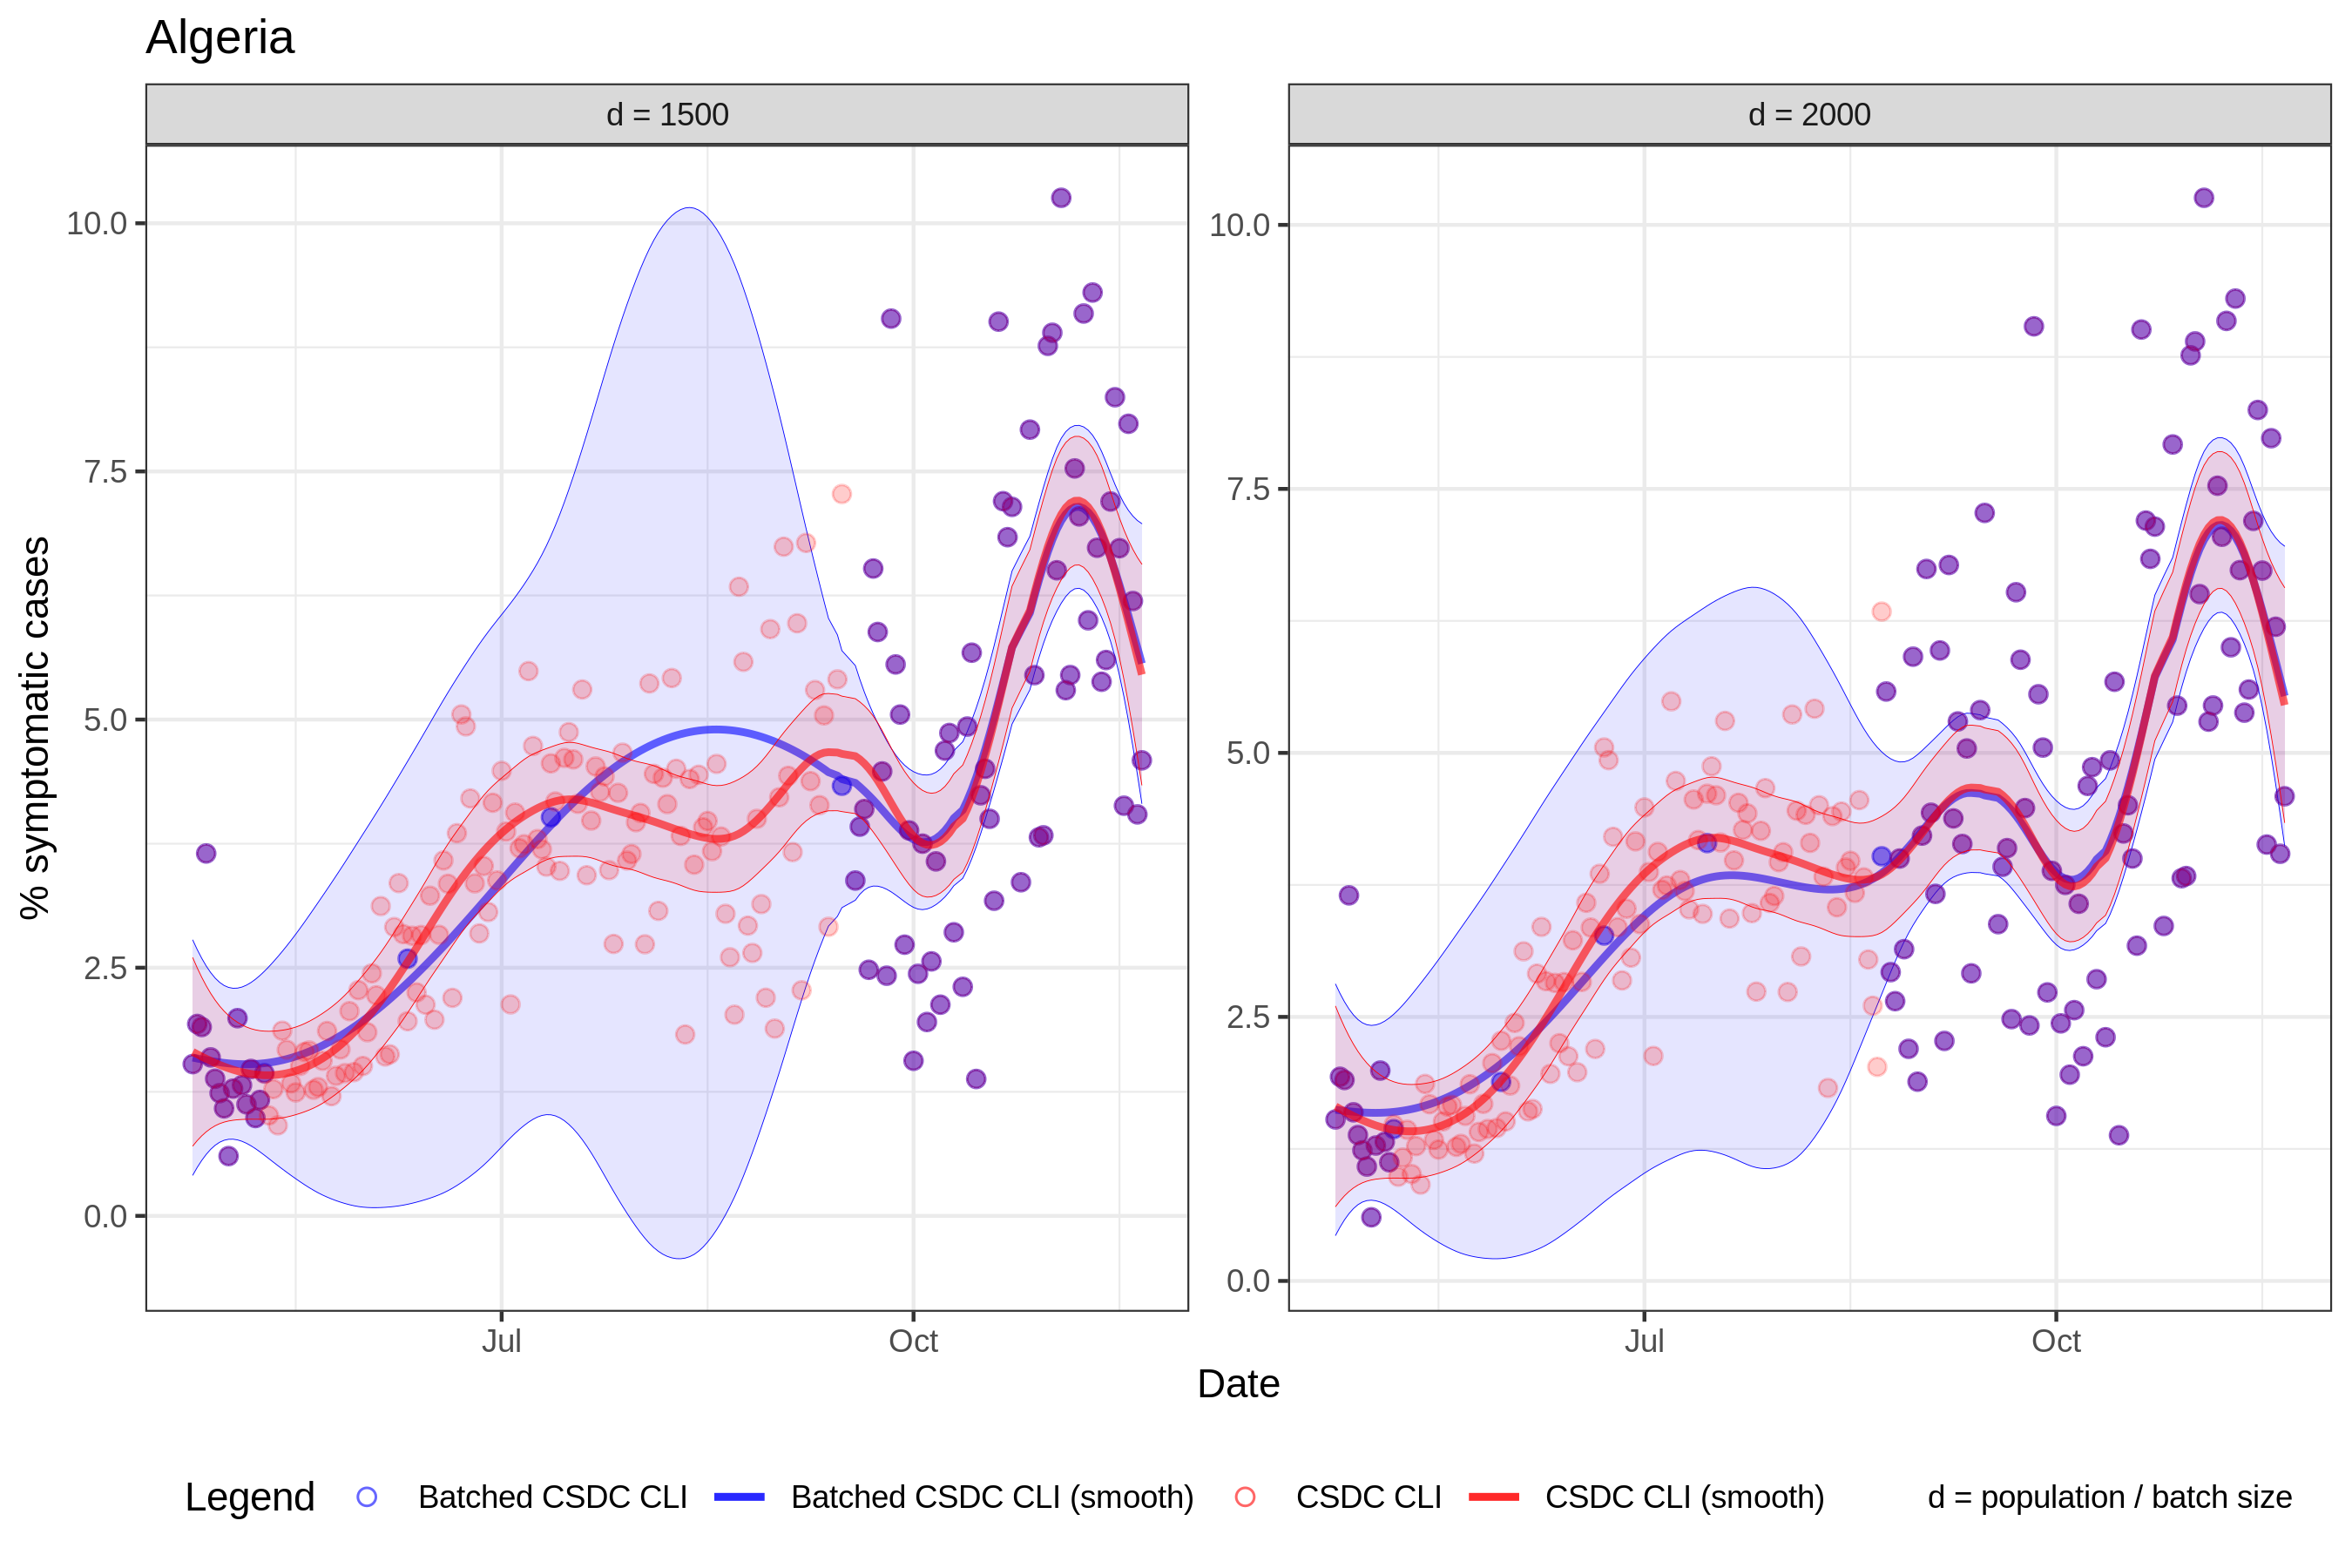 Algeria
d = 1500
d = 2000
% symptomatic cases
10.0
7.5
5.0
2.5
0.0
10.0
7.5
5.0
2.5
0.0
Jul
Oct
Jul
Oct
Date
Legend
Batched CSDC CLI
Batched CSDC CLI (smooth)
CSDC CLI
CSDC CLI (smooth)
d = population / batch size